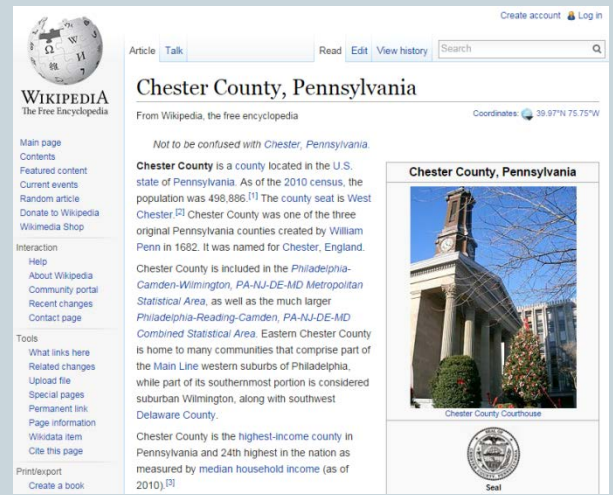 Create account Log in
Article Talk Read Edit View history Search
WIKIPEDIA
The Free Encyclopedia
Main page
Contents
Featured content
Current events
Random article
Donate to Wikipedia
Wikimedia Shop
Interaction
Help
About Wikipedia
Community portal
Recent changes
Contact page
Tools
What links here
Related changes
Upload file
Special pages
Permanent link
Page information
Wikidata item
Cite this page
Print/export
Create a book
Chester County, Pennsylvania
From Wikipedia, the free encyclopedia
Coordinates: 39.97°N 75.75°W
Not to be confused with Chester, Pennsylvania.
Chester County is a county located in the U.S.
state of Pennsylvania. As of the 2010 census, the
population was 498,886.[1] The county seat is West
Chester.[2] Chester County was one of the three
original Pennsylvania counties created by William
Penn in 1682. It was named for Chester, England.
Chester County is included in the Philadelphia-
Camden-Wilmington, PA-NJ-DE-MD Metropolitan
Statistical Area, as well as the much larger
Philadelphia-Reading-Camden, PA-NJ-DE-MD
Combined Statistical Area. Eastern Chester County
is home to many communities that comprise part of
the Main Line western suburbs of Philadelphia,
while part of its southernmost portion is considered
suburban Wilmington, along with southwest
Delaware County.
Chester County is the highest-income county in
Pennsylvania and 24th highest in the nation as
measured by median household income (as of
2010).[3]
Chester County, Pennsylvania
Chester County Courthouse
Seal